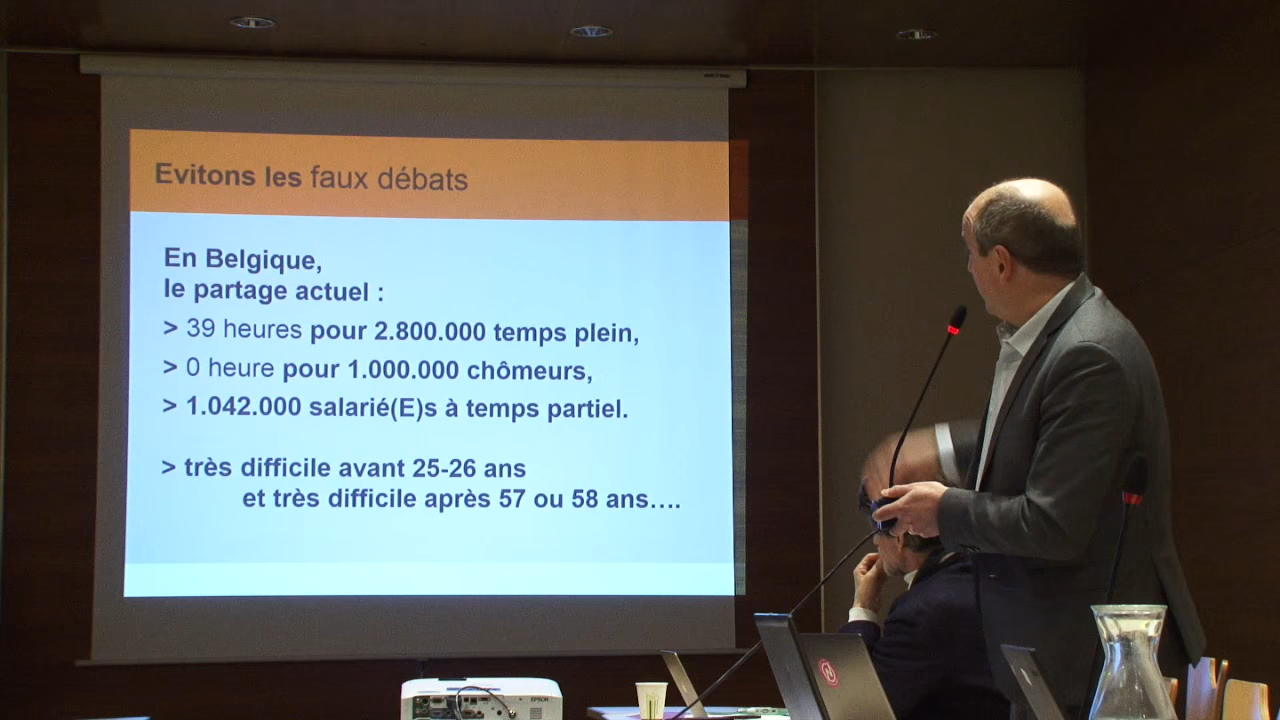 Evitons les faux débats
En Belgique,
le partage actuel :
> 39 heures pour 2.800.000 temps plein,
> 0 heure pour 1.000.000 chômeurs,
> 1.042.000 salarié(E)s à temps partiel.
> très difficile avant 25-26 ans
et très difficile après 57 ou 58 ans....
EPSON